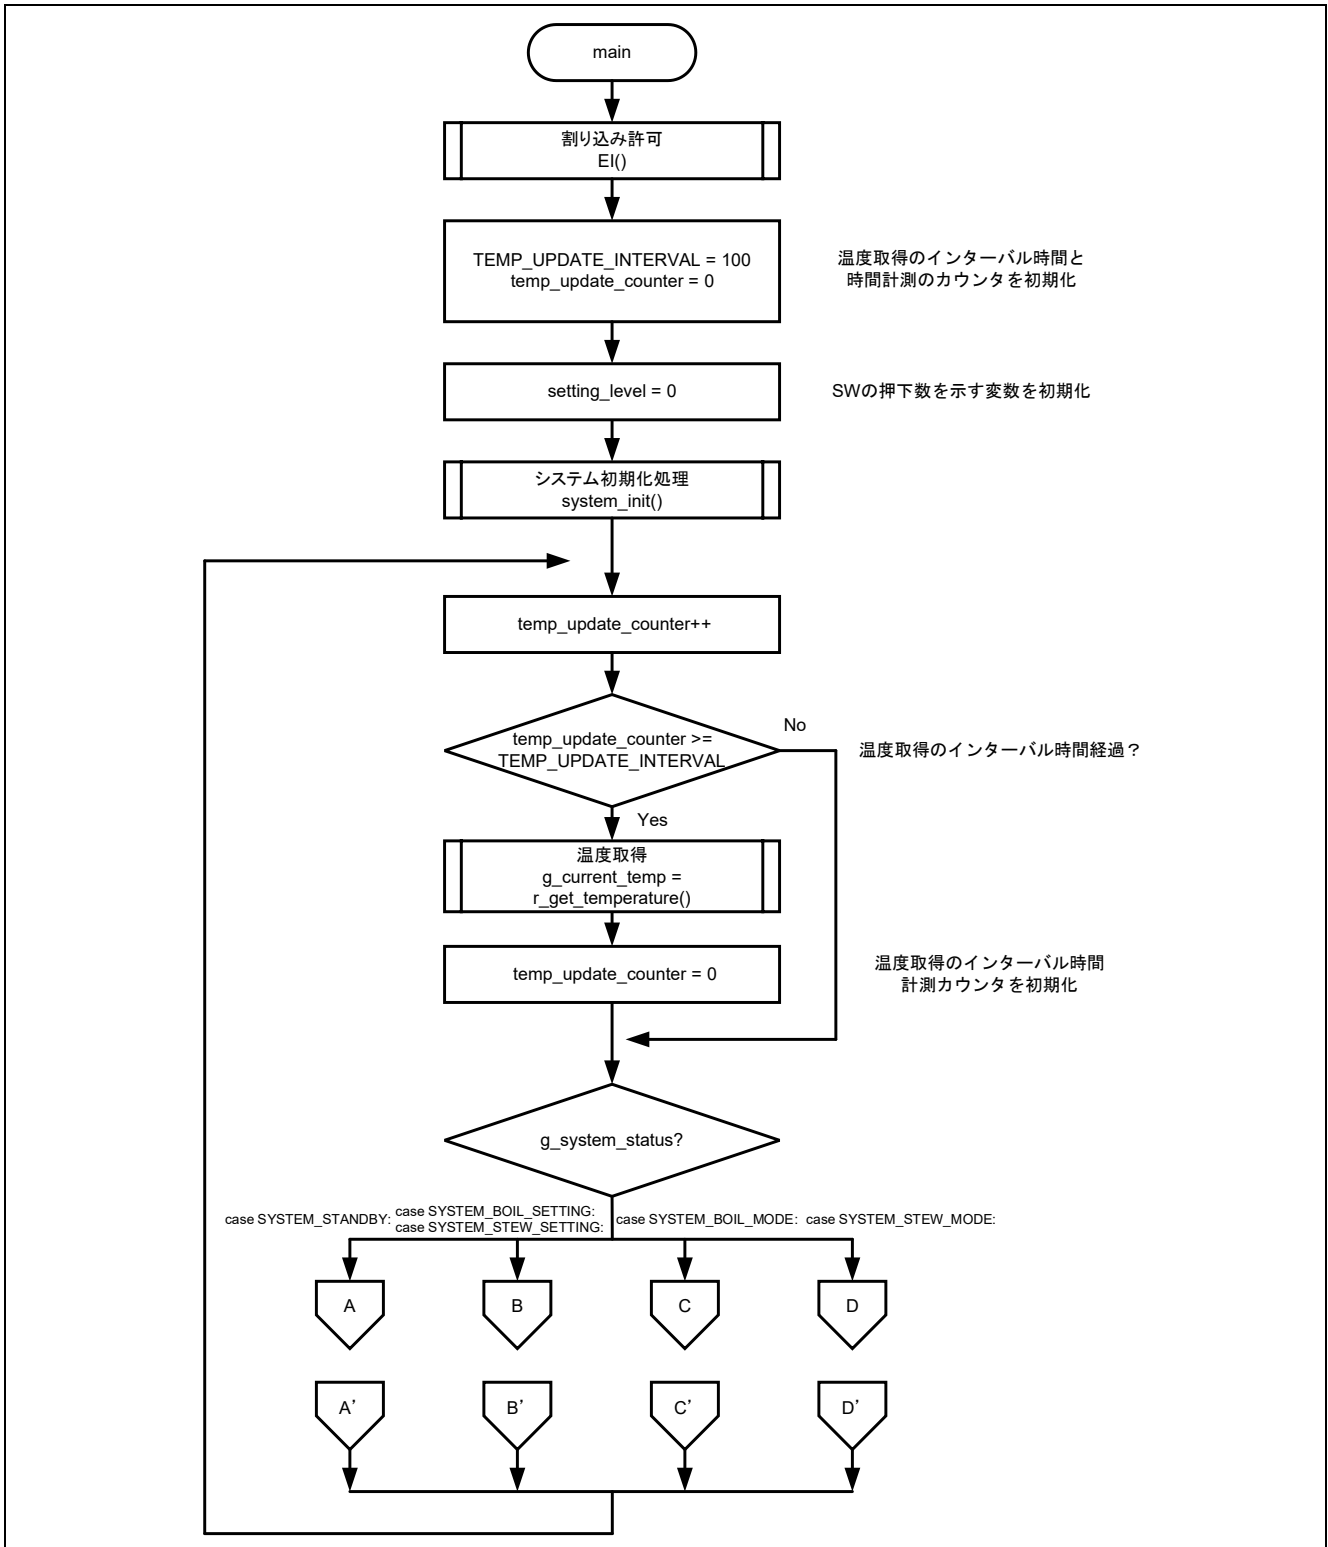 main
割り込み許可
EI()
TEMP_UPDATE_INTERVAL = 100
temp_update_counter = 0
温度取得のインターバル時間と
時間計測のカウンタを初期化
setting_level = 0
SWの押下数を示す変数を初期化
システム初期化処理
system_init()
temp_update_counter++
temp_update_counter >=
TEMP_UPDATE_INTERVAL
No
温度取得のインターバル時間経過？
Yes
温度取得
g_current_temp =
r_get_temperature()
temp_update_counter = 0
温度取得のインターバル時間
計測カウンタを初期化
g_system_status?
case SYSTEM_STANDBY:
case SYSTEM_BOIL_SETTING:
case SYSTEM_STEW_SETTING:
case SYSTEM_BOIL_MODE:
case SYSTEM_STEW_MODE:
A
B
C
D
A’
B’
C’
D’